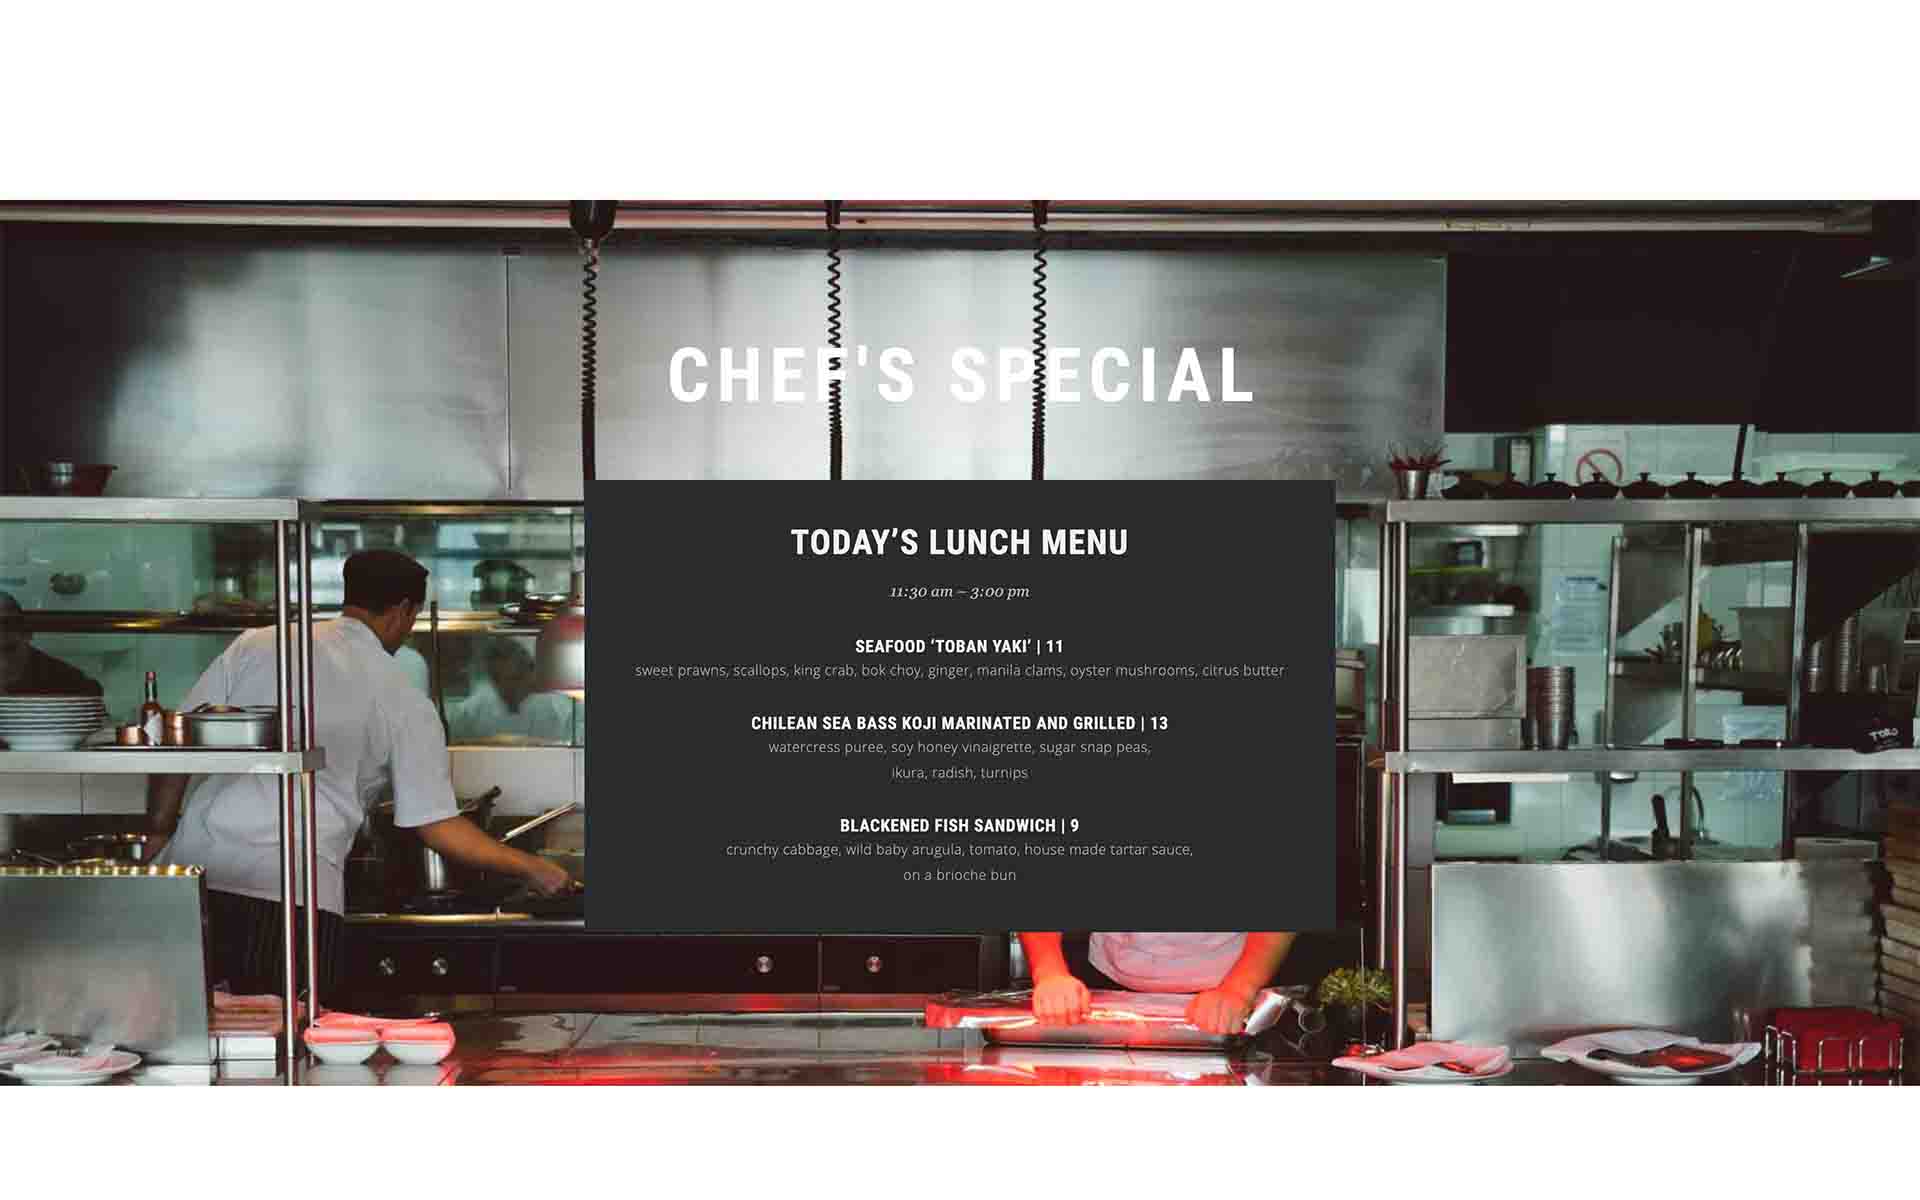 CHEF'S SPECIAL
TODAY’S LUNCH MENU
11:30 am – 3:00 pm
SEAFOOD ‘TOBAN YAKI’ | 11
sweet prawns, scallops, king crab, bok choy, ginger, manila clams, oyster mushrooms, citrus butter
CHILEAN SEA BASS KOJI MARINATED AND GRILLED | 13
watercress puree, soy honey vinaigrette, sugar snap peas,
ikura, radish, turnips
BLACKENED FISH SANDWICH | 9
crunchy cabbage, wild baby arugula, tomato, house made tartar sauce,
on a brioche bun
TORO